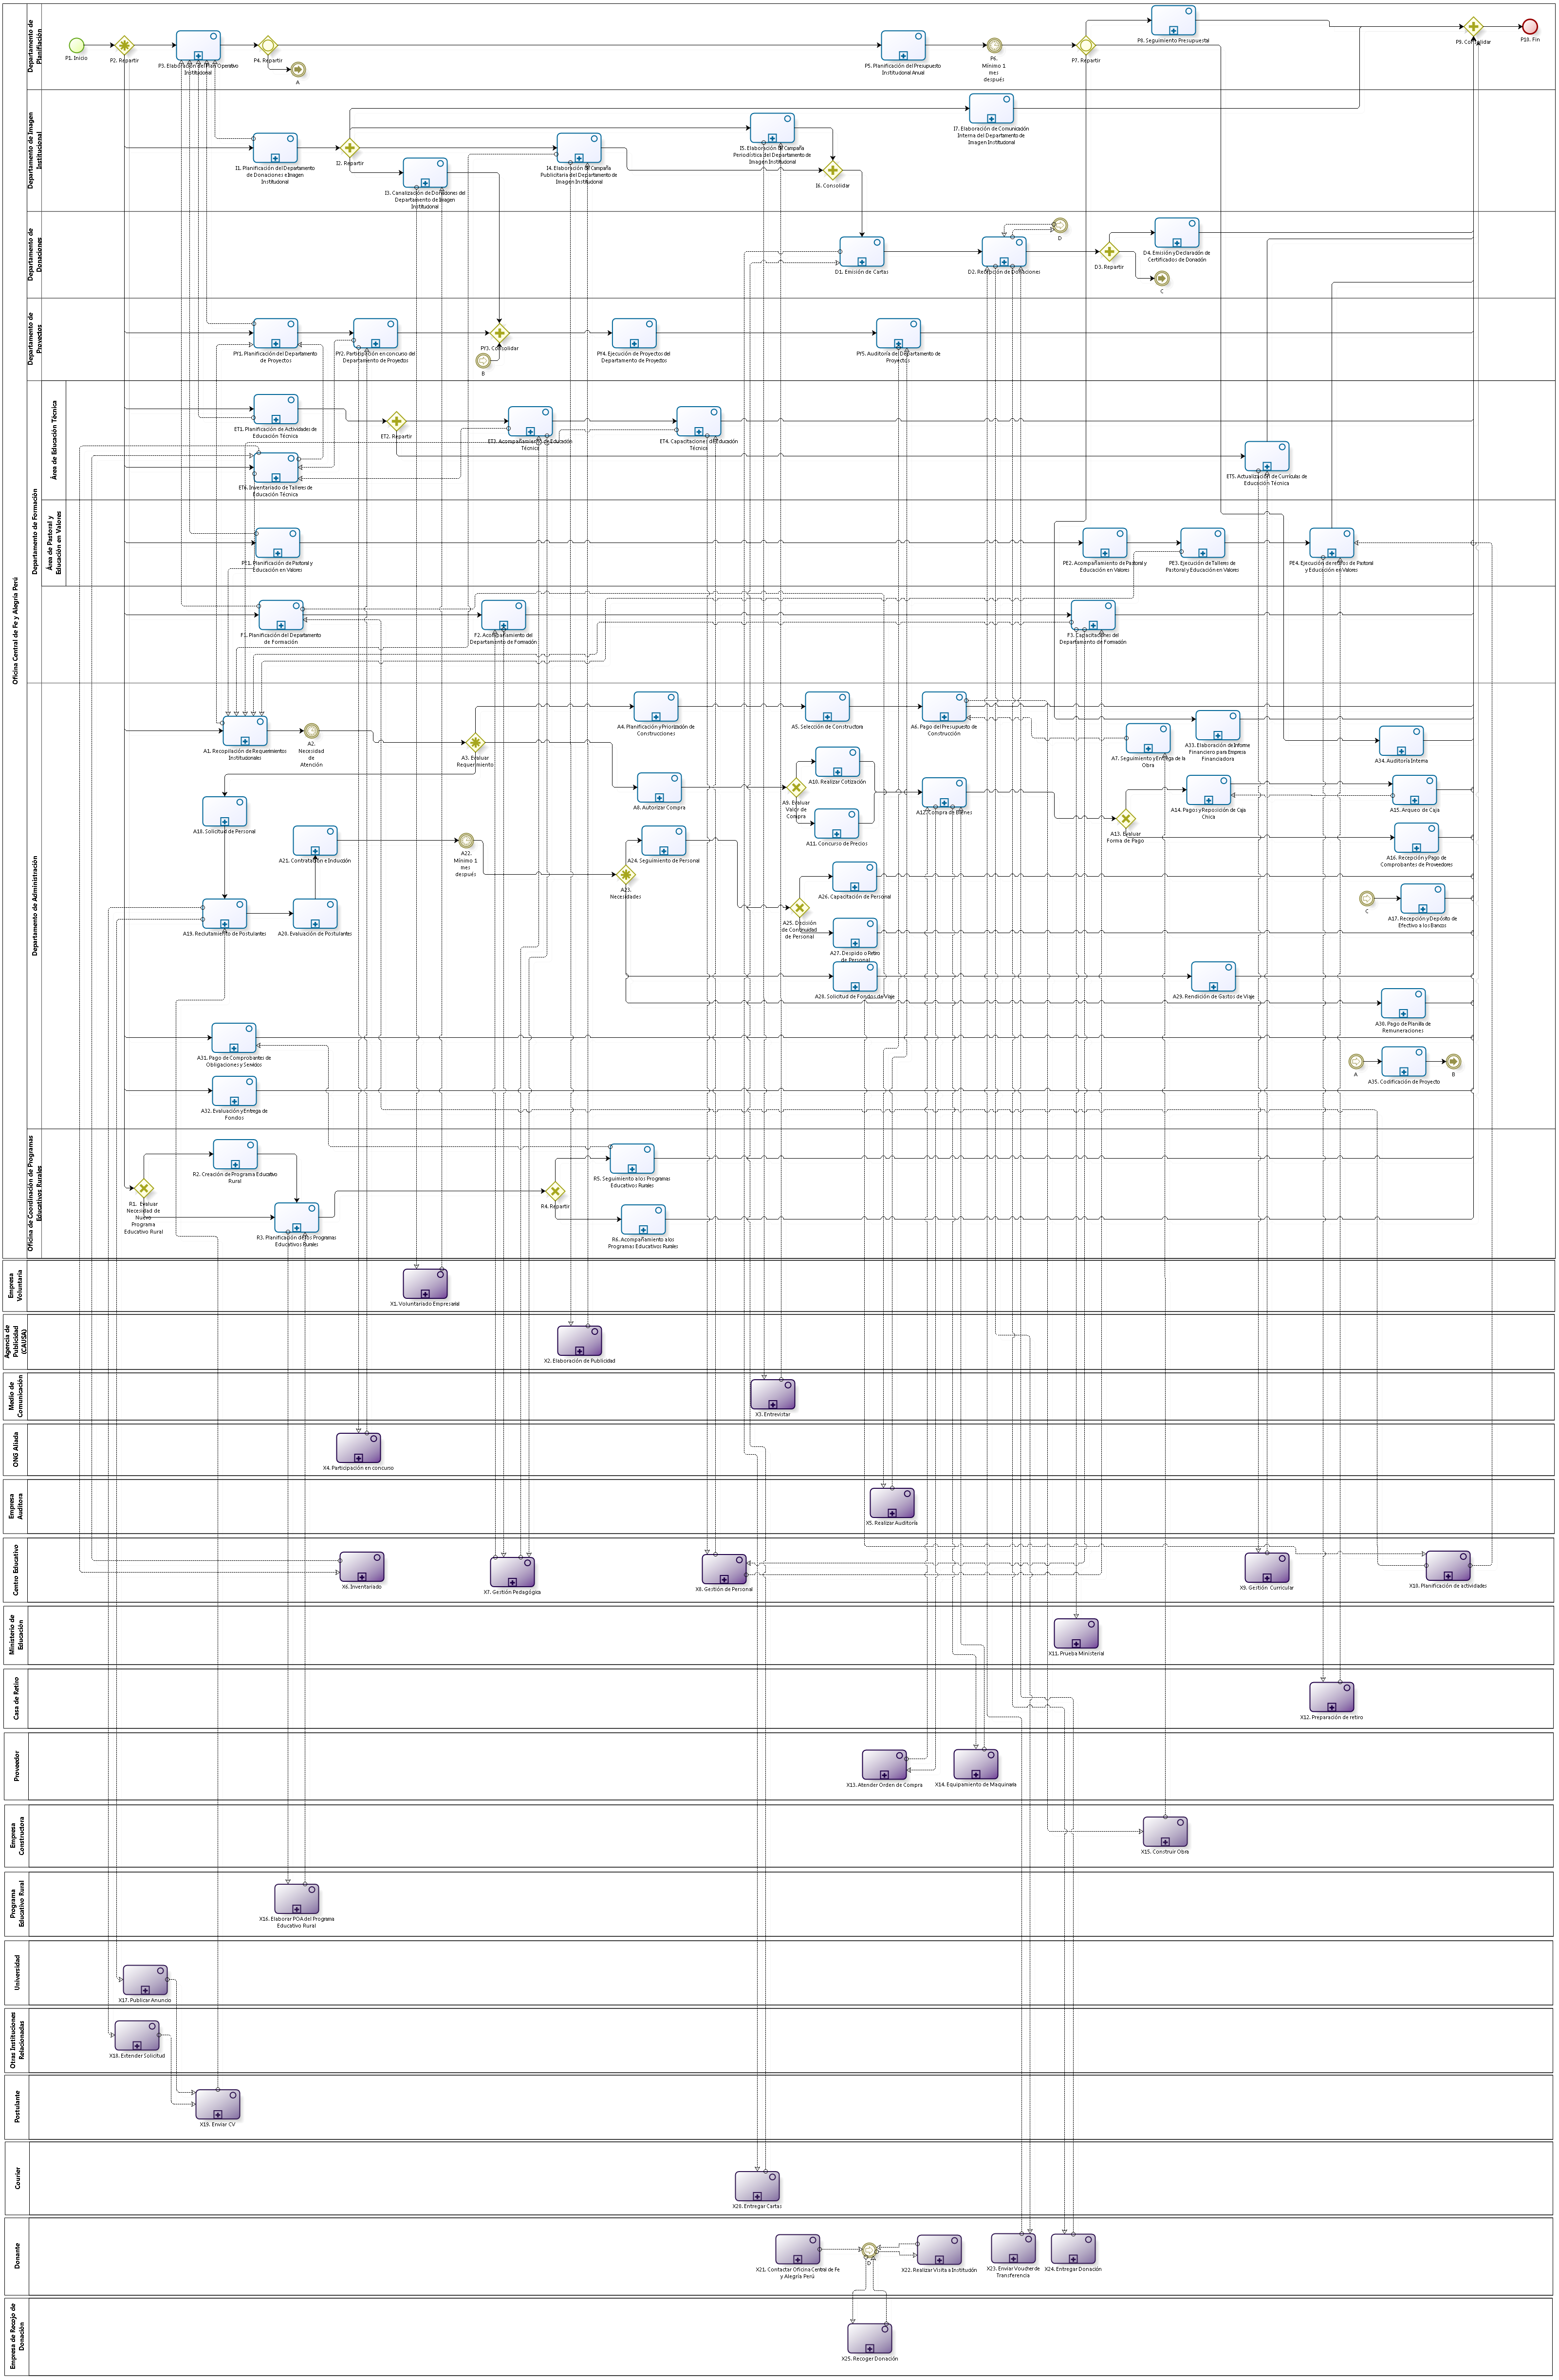 Oficina Central de Fe y Alegría Perú
Departamento de
Planificación
P1. Inicio
P2. Repartir
P3. Elaboración del Plan Operativo
Institucional
P4. Repartir
A
P5. Planificación del Presupuesto
Institucional Anual
P6.
Mínimo 1
mes
después
P7. Repartir
P8. Seguimiento Presupuestal
P9. Consolidar
P10. Fin
Departamento de Imagen
Institucional
I1. Planificación del Departamento
de Donaciones e Imagen
Institucional
I2. Repartir
I3. Canalización de Donaciones del
Departamento de Imagen
Institucional
I4. Elaboración de Campaña
Publicitaria del Departamento de
Imagen Institucional
I5. Elaboración de Campaña
Periodística del Departamento de
Imagen Institucional
I6. Consolidar
I7. Elaboración de Comunicación
Interna del Departamento de
Imagen Institucional
Departamento de
Donaciones
D1. Emisión de Cartas
D2. Recepción de Donaciones
D
D3. Repartir
D4. Emisión y Declaración de
Certificados de Donación
C
Departamento de
Proyectos
PY1. Planificación del Departamento
de Proyectos
PY2. Participación en concurso del
Departamento de Proyectos
PY3. Consolidar
B
PY4. Ejecución de Proyectos del
Departamento de Proyectos
PY5. Auditoría del Departamento de
Proyectos
Departamento de Formación
Área de Educación Técnica
ET1. Planificación de Actividades de
Educación Técnica
ET2. Repartir
ET3. Acompañamiento de Educación
Técnica
ET4. Capacitaciones de Educación
Técnica
ET5. Actualización de Currículas de
Educación Técnica
ET6. Inventariado de Talleres de
Educación Técnica
Área de Pastoral y
Educación en Valores
PE1. Planificación de Pastoral y
Educación en Valores
PE2. Acompañamiento de Pastoral y
Educación en Valores
PE3. Ejecución de Talleres de
Pastoral y Educación en Valores
PE4. Ejecución de retiros de Pastoral
y Educación en Valores
F1. Planificación del Departamento
de Formación
F2. Acompañamiento del
Departamento de Formación
F3. Capacitaciones del
Departamento de Formación
Departamento de Administración
A1. Recopilación de Requerimientos
Institucionales
A2.
Necesidad
de
Atención
A3. Evaluar
Requerimiento
A4. Planificación y Priorización de
Construcciones
A5. Selección de Constructora
A6. Pago del Presupuesto de
Construcción
A7. Seguimiento y Entrega de la
Obra
A33. Elaboración de Informe
Financiero para Empresa
Financiadora
A34. Auditoría Interna
A8. Autorizar Compra
A9. Evaluar
Valor de
Compra
A10. Realizar Cotización
A11. Concurso de Precios
A12. Compra de Bienes
A13. Evaluar
Forma de Pago
A14. Pagos y Reposición de Caja
Chica
A15. Arqueo de Caja
A16. Recepción y Pago de
Comprobantes de Proveedores
C
A17. Recepción y Depósito de
Efectivo a los Bancos
A18. Solicitud de Personal
A19. Reclutamiento de Postulantes
A20. Evaluación de Postulantes
A21. Contratación e Inducción
A22.
Mínimo 1
mes
después
A23.
Necesidades
A24. Seguimiento de Personal
A25. Decisión
de Continuidad
de Personal
A26. Capacitación de Personal
A27. Despido o Retiro
de Personal
A28. Solicitud de Fondos de Viaje
A29. Rendición de Gastos de Viaje
A30. Pago de Planilla de
Remuneraciones
A31. Pago de Comprobantes de
Obligaciones y Servicios
A32. Evaluación y Entrega de
Fondos
A
A35. Codificación de Proyecto
B
Oficina de Coordinación de Programas
Educativos Rurales
R1. Evaluar
Necesidad de
Nuevo
Programa
Educativo Rural
R2. Creación de Programa Educativo
Rural
R3. Planificación de los Programas
Educativos Rurales
R4. Repartir
R5. Seguimiento a los Programas
Educativos Rurales
R6. Acompañamiento a los
Programas Educativos Rurales
Empresa
Voluntaria
X1. Voluntariado Empresarial
Agencia de
Publicidad
(CAUSA)
X2. Elaboración de Publicidad
Medio de
Comunicación
X3. Entrevistar
ONG Aliada
X4. Participación en concurso
Empresa
Auditora
X5. Realizar Auditoría
Centro Educativo
X6. Inventariado
X7. Gestión Pedagógica
X8. Gestión de Personal
X9. Gestión Curricular
X10. Planificación de actividades
Ministerio de
Educación
X11. Prueba Ministerial
Casa de Retiro
X12. Preparación de retiro
Proveedor
X13. Atender Orden de Compra
X14. Equipamiento de Maquinaria
Empresa
Constructora
X15. Construir Obra
Programa
Educativo Rural
X16. Elaborar POA del Programa
Educativo Rural
Universidad
X17. Publicar Anuncio
Otras Instituciones
Relacionadas
X18. Extender Solicitud
Postulante
X19. Enviar CV
Courier
X20. Entregar Cartas
Donante
X21. Contactar Oficina Central de Fe
y Alegría Perú
D
X22. Realizar Visita a Institución
X23. Enviar Voucher de
Transferencia
X24. Entregar Donación
Empresa de Recojo de
Donación
X25. Recoger Donación